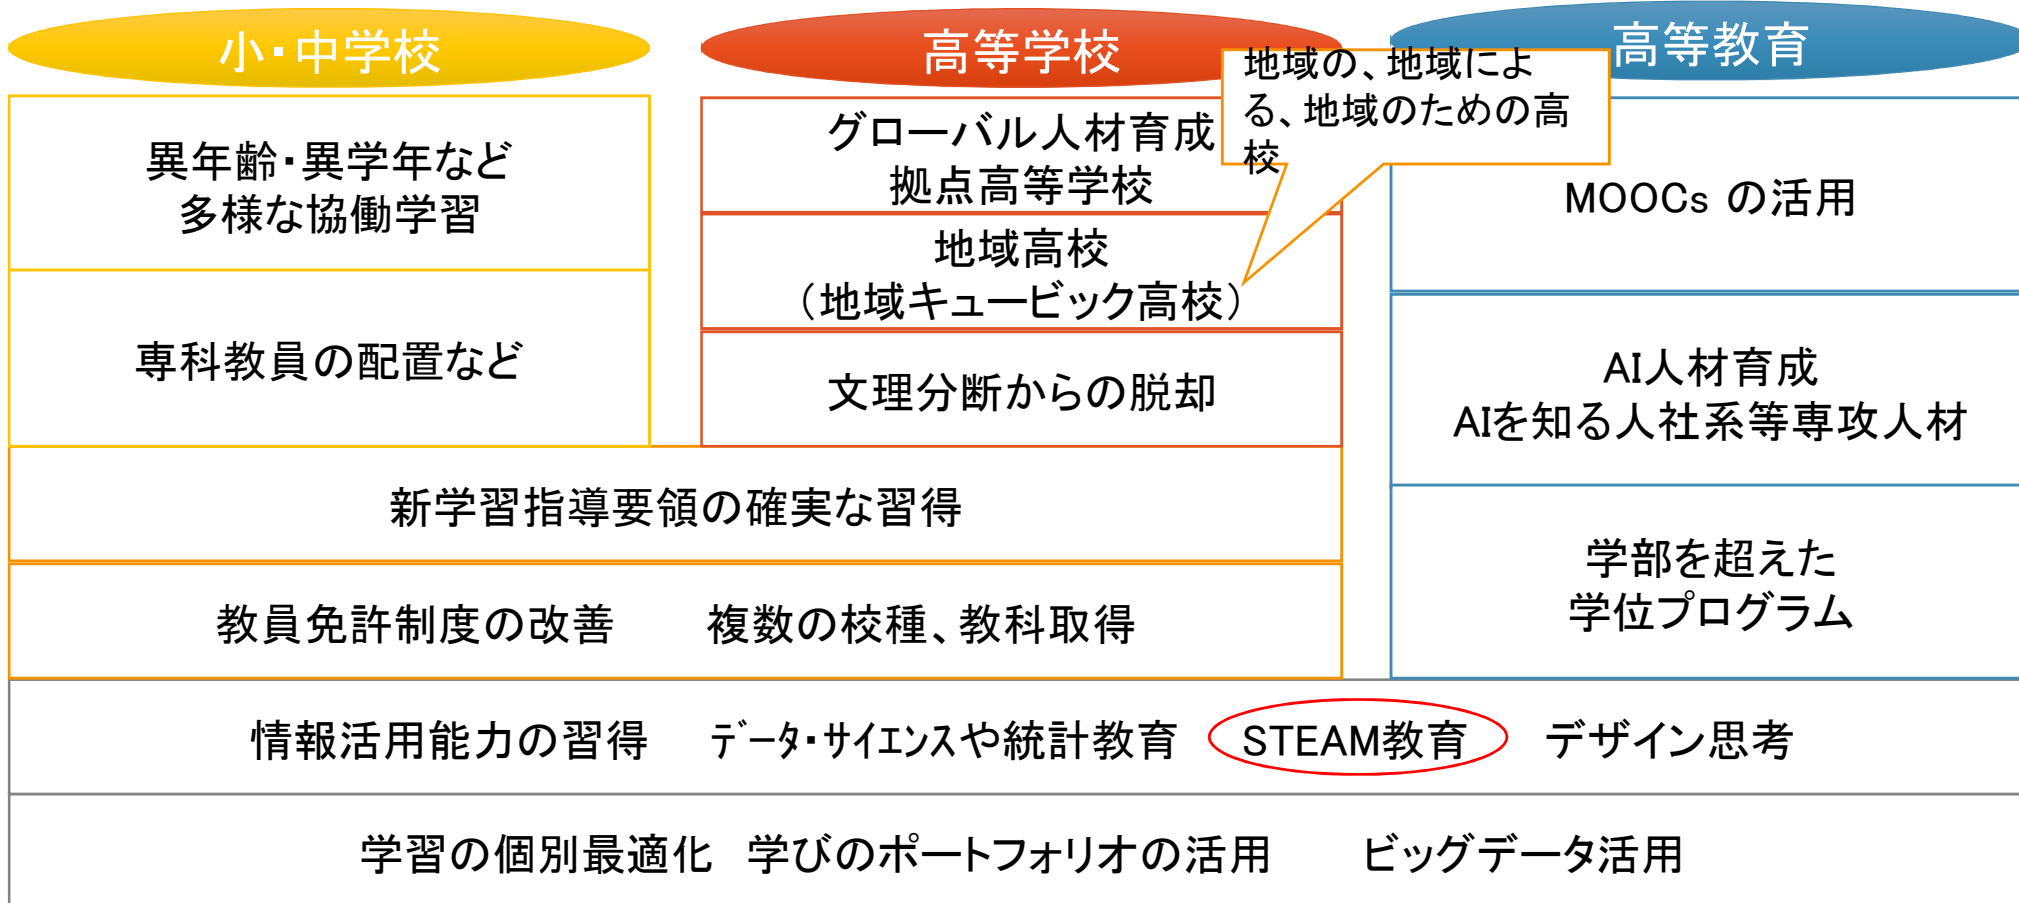 小・中学校
異年齢・異学年など
多様な協働学習
専科教員の配置など
高等学校
グローバル人材育成
拠点高等学校
地域高校
(地域キュービック高校)
地域の、地域によ
る、地域のための高
校
文理分断からの脱却
高等教育
MOOCs の活用
AI人材育成
AIを知る人社系等専攻人材
学部を超えた
学位プログラム
新学習指導要領の確実な習得
教員免許制度の改善　　複数の校種、教科取得
情報活用能力の習得　ﾃﾞｰﾀ・ｻｲｴﾝｽや統計教育　STEAM教育　デザイン思考
学習の個別最適化　学びのポートフォリオの活用　　ビッグデータ活用